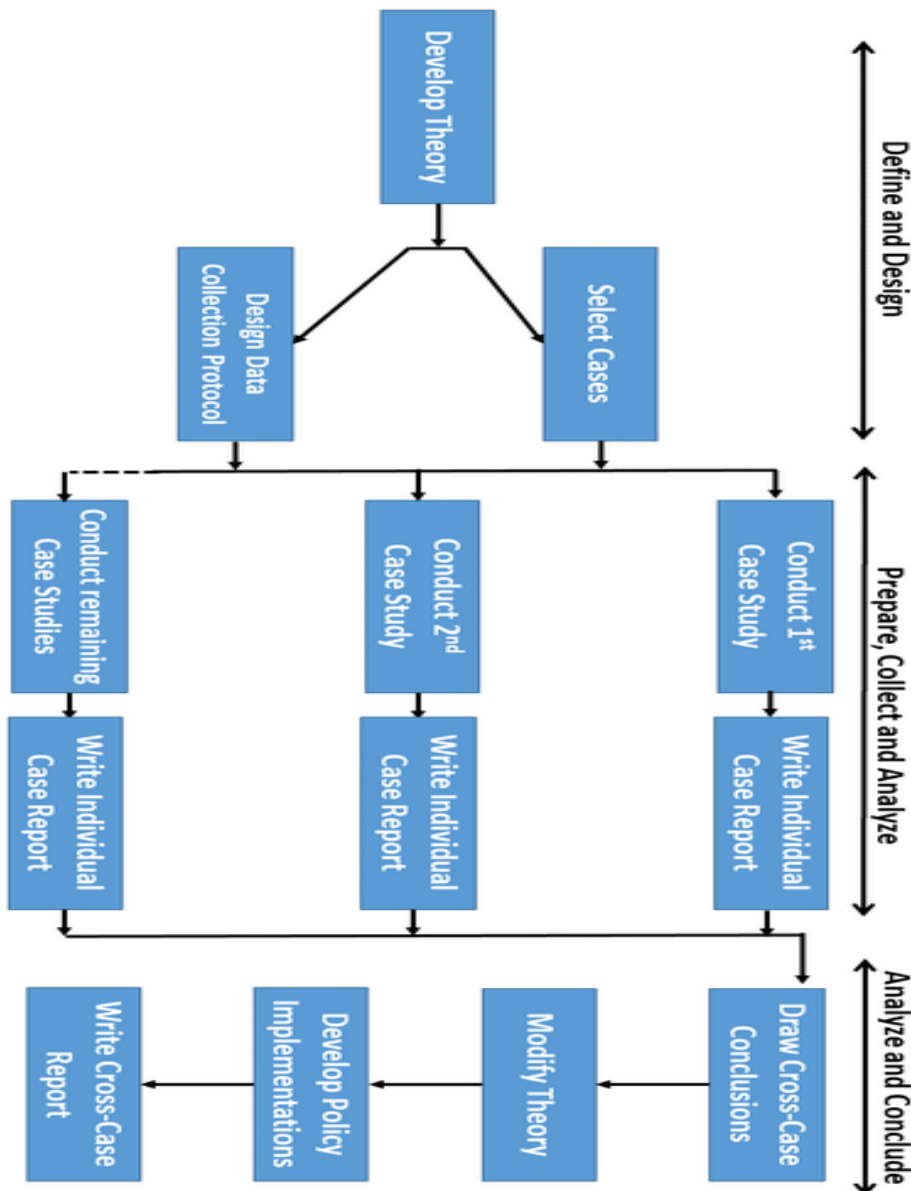 Define and Design
Prepare, Collect and Analyze
Analyze and Conclude
Develop Theory
Select Cases
Design Data
Collection Protocol
Conduct 1st
Case Study
Write Individual
Case Report
Conduct 2nd
Case Study
Write Individual
Case Report
Conduct remaining
Case Studies
Write Individual
Case Report
Draw Cross-Case
Conclusions
Modify Theory
Develop Policy
Implementations
Write Cross-Case
Report